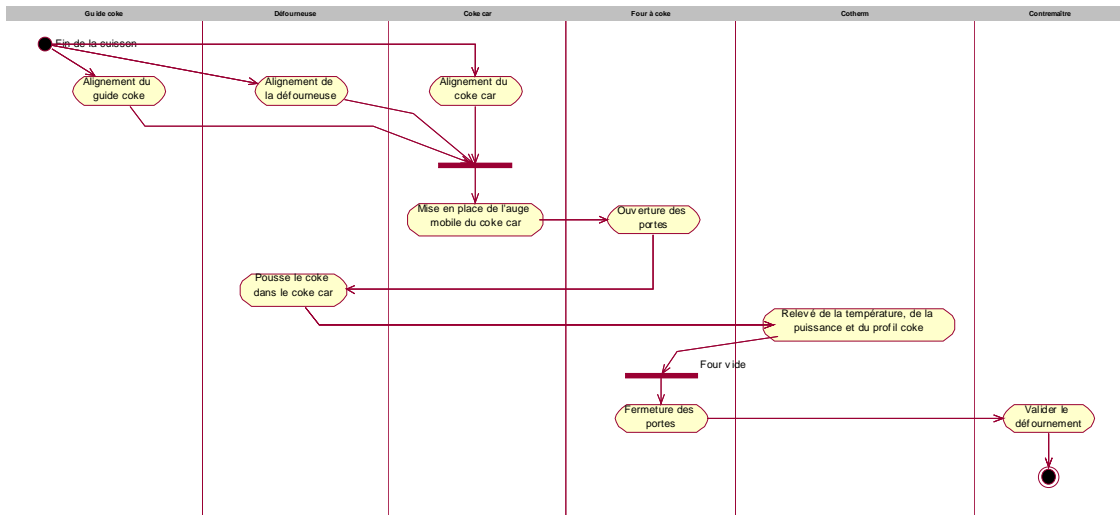 Guide coke
Défourneuse
Coke car
Four à coke
Cotherm
Contremaître
Fin de la cuisson
Alignement du
guide coke
Alignement de
la défourneuse
Alignement du
coke car
Mise en place de l'auge
mobile du coke car
Ouverture des
portes
Pousse le coke
dans le coke car
Relevé de la température, de la
puissance et du profil coke
Four vide
Fermeture des
portes
Valider le
défournement